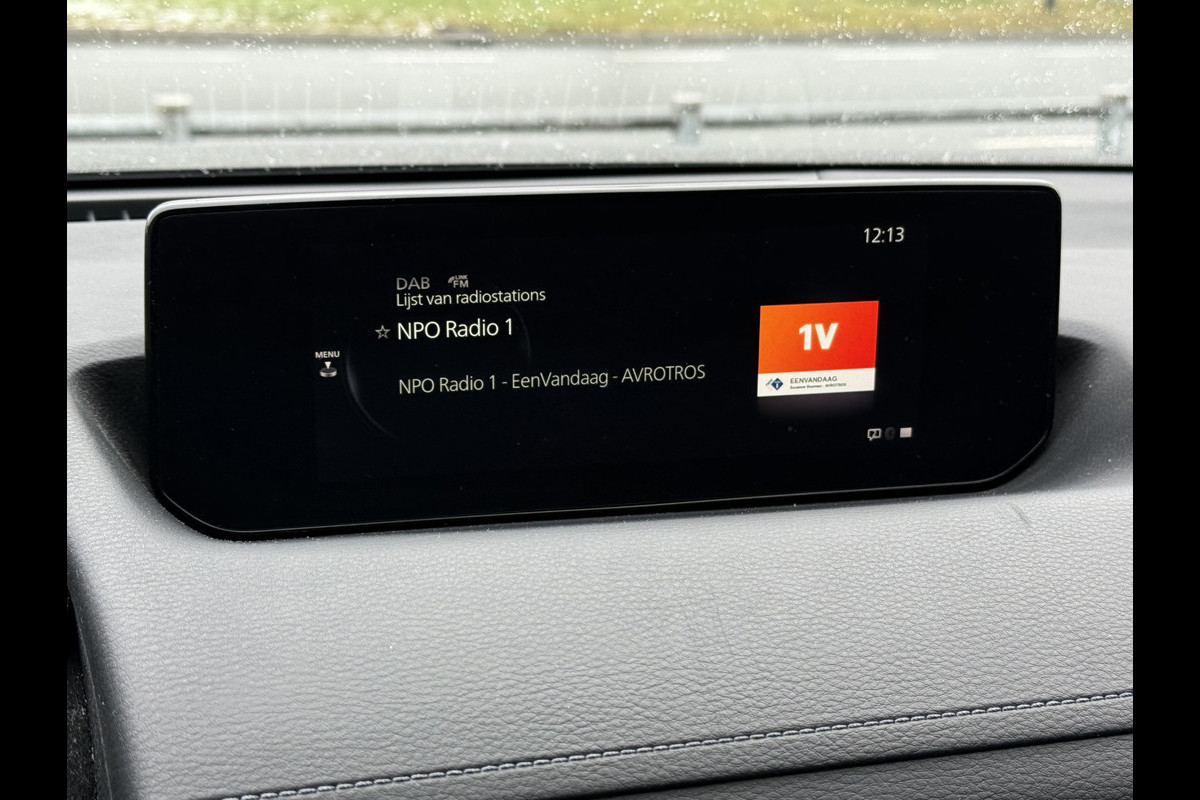 12:13
DAB LINK FM
Lijst van radiostations
NPO Radio 1
MENU
NPO Radio 1 - EenVandaag - AVROTROS
1V
EENVANDAAG
AVROTROS